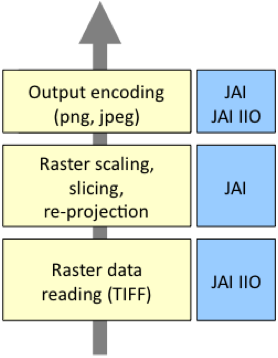 Output encoding
(png, jpeg)
JAI
JAI IIO
Raster scaling,
slicing,
re-projection
JAI
Raster data
reading (TIFF)
JAI IIO